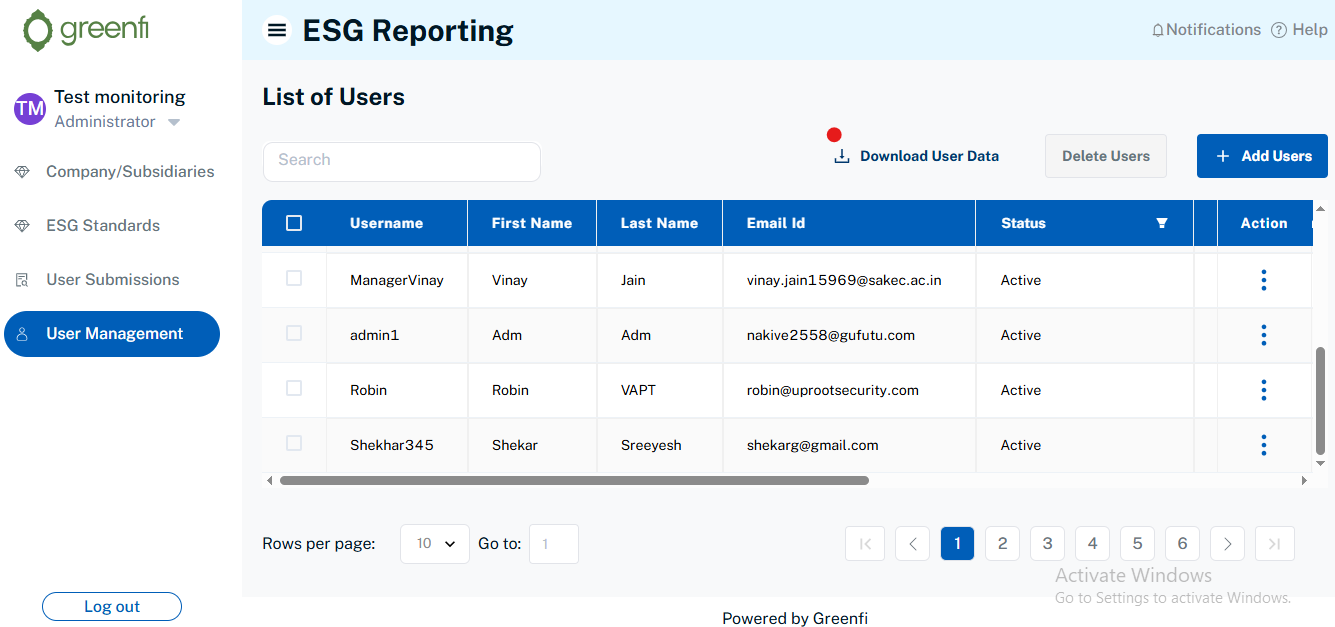 greenfi
ESG Reporting
Notifications ? Help
TM
Test monitoring
Administrator
Company/Subsidiaries
ESG Standards
User Submissions
User Management
Log out
List of Users
Search
Download User Data
Delete Users
+ Add Users
Username First Name Last Name Email Id Status Action
ManagerVinay Vinay Jain vinay.jain15969@sakec.ac.in Active
admin1 Adm Adm nakive2558@gufutu.com Active
Robin Robin VAPT robin@uprootsecurity.com Active
Shekhar345 Shekar Sreeyesh shekarg@gmail.com Active
Rows per page: 10 Go to: 1
1 2 3 4 5 6
Activate Windows
Go to Settings to activate Windows.
Powered by Greenfi